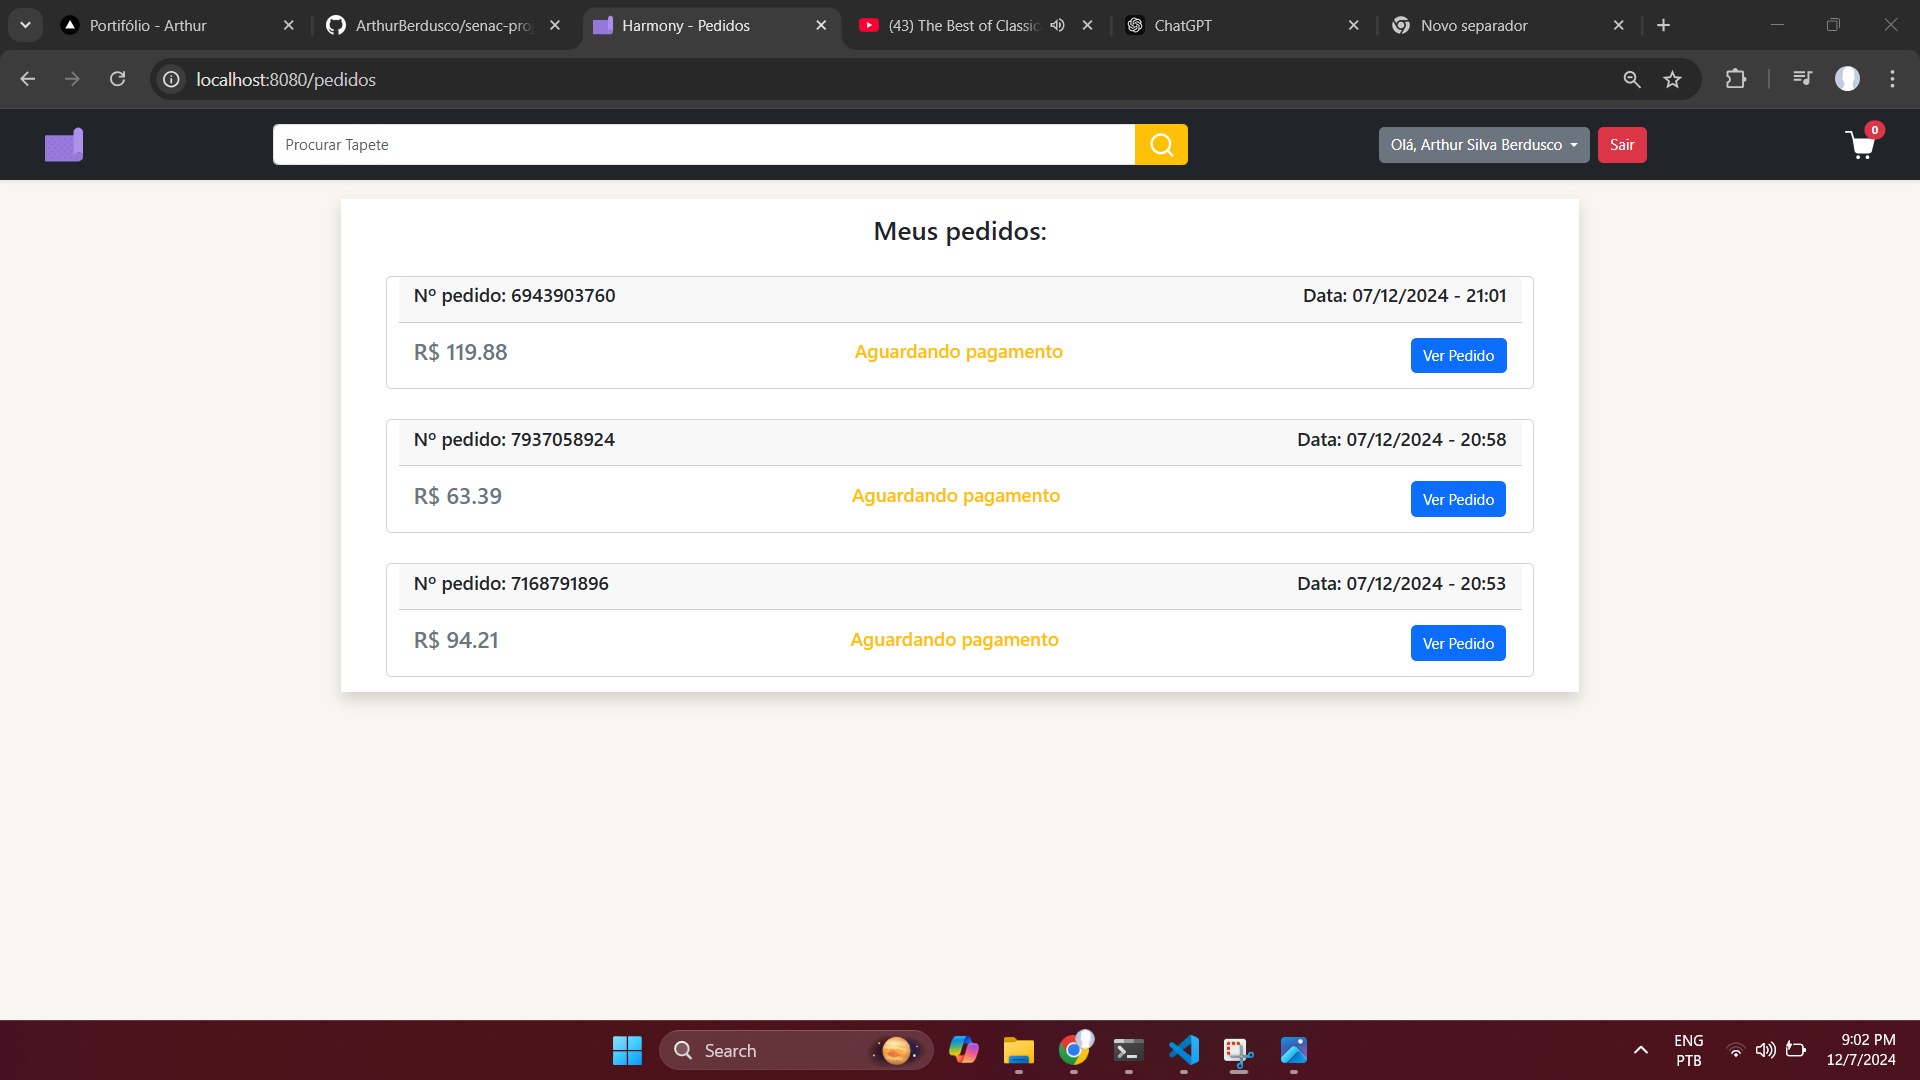 Portifólio - Arthur
ArthurBerdusco/senac-pro
Harmony - Pedidos
(43) The Best of Classic
ChatGPT
Novo separador
localhost:8080/pedidos
Procurar Tapete
Olá, Arthur Silva Berdusco
Sair
0
Meus pedidos:
Nº pedido: 6943903760
Data: 07/12/2024 - 21:01
R$ 119.88
Aguardando pagamento
Ver Pedido
Nº pedido: 7937058924
Data: 07/12/2024 - 20:58
R$ 63.39
Aguardando pagamento
Ver Pedido
Nº pedido: 7168791896
Data: 07/12/2024 - 20:53
R$ 94.21
Aguardando pagamento
Ver Pedido
Search
ENG
PTB
9:02 PM
12/7/2024